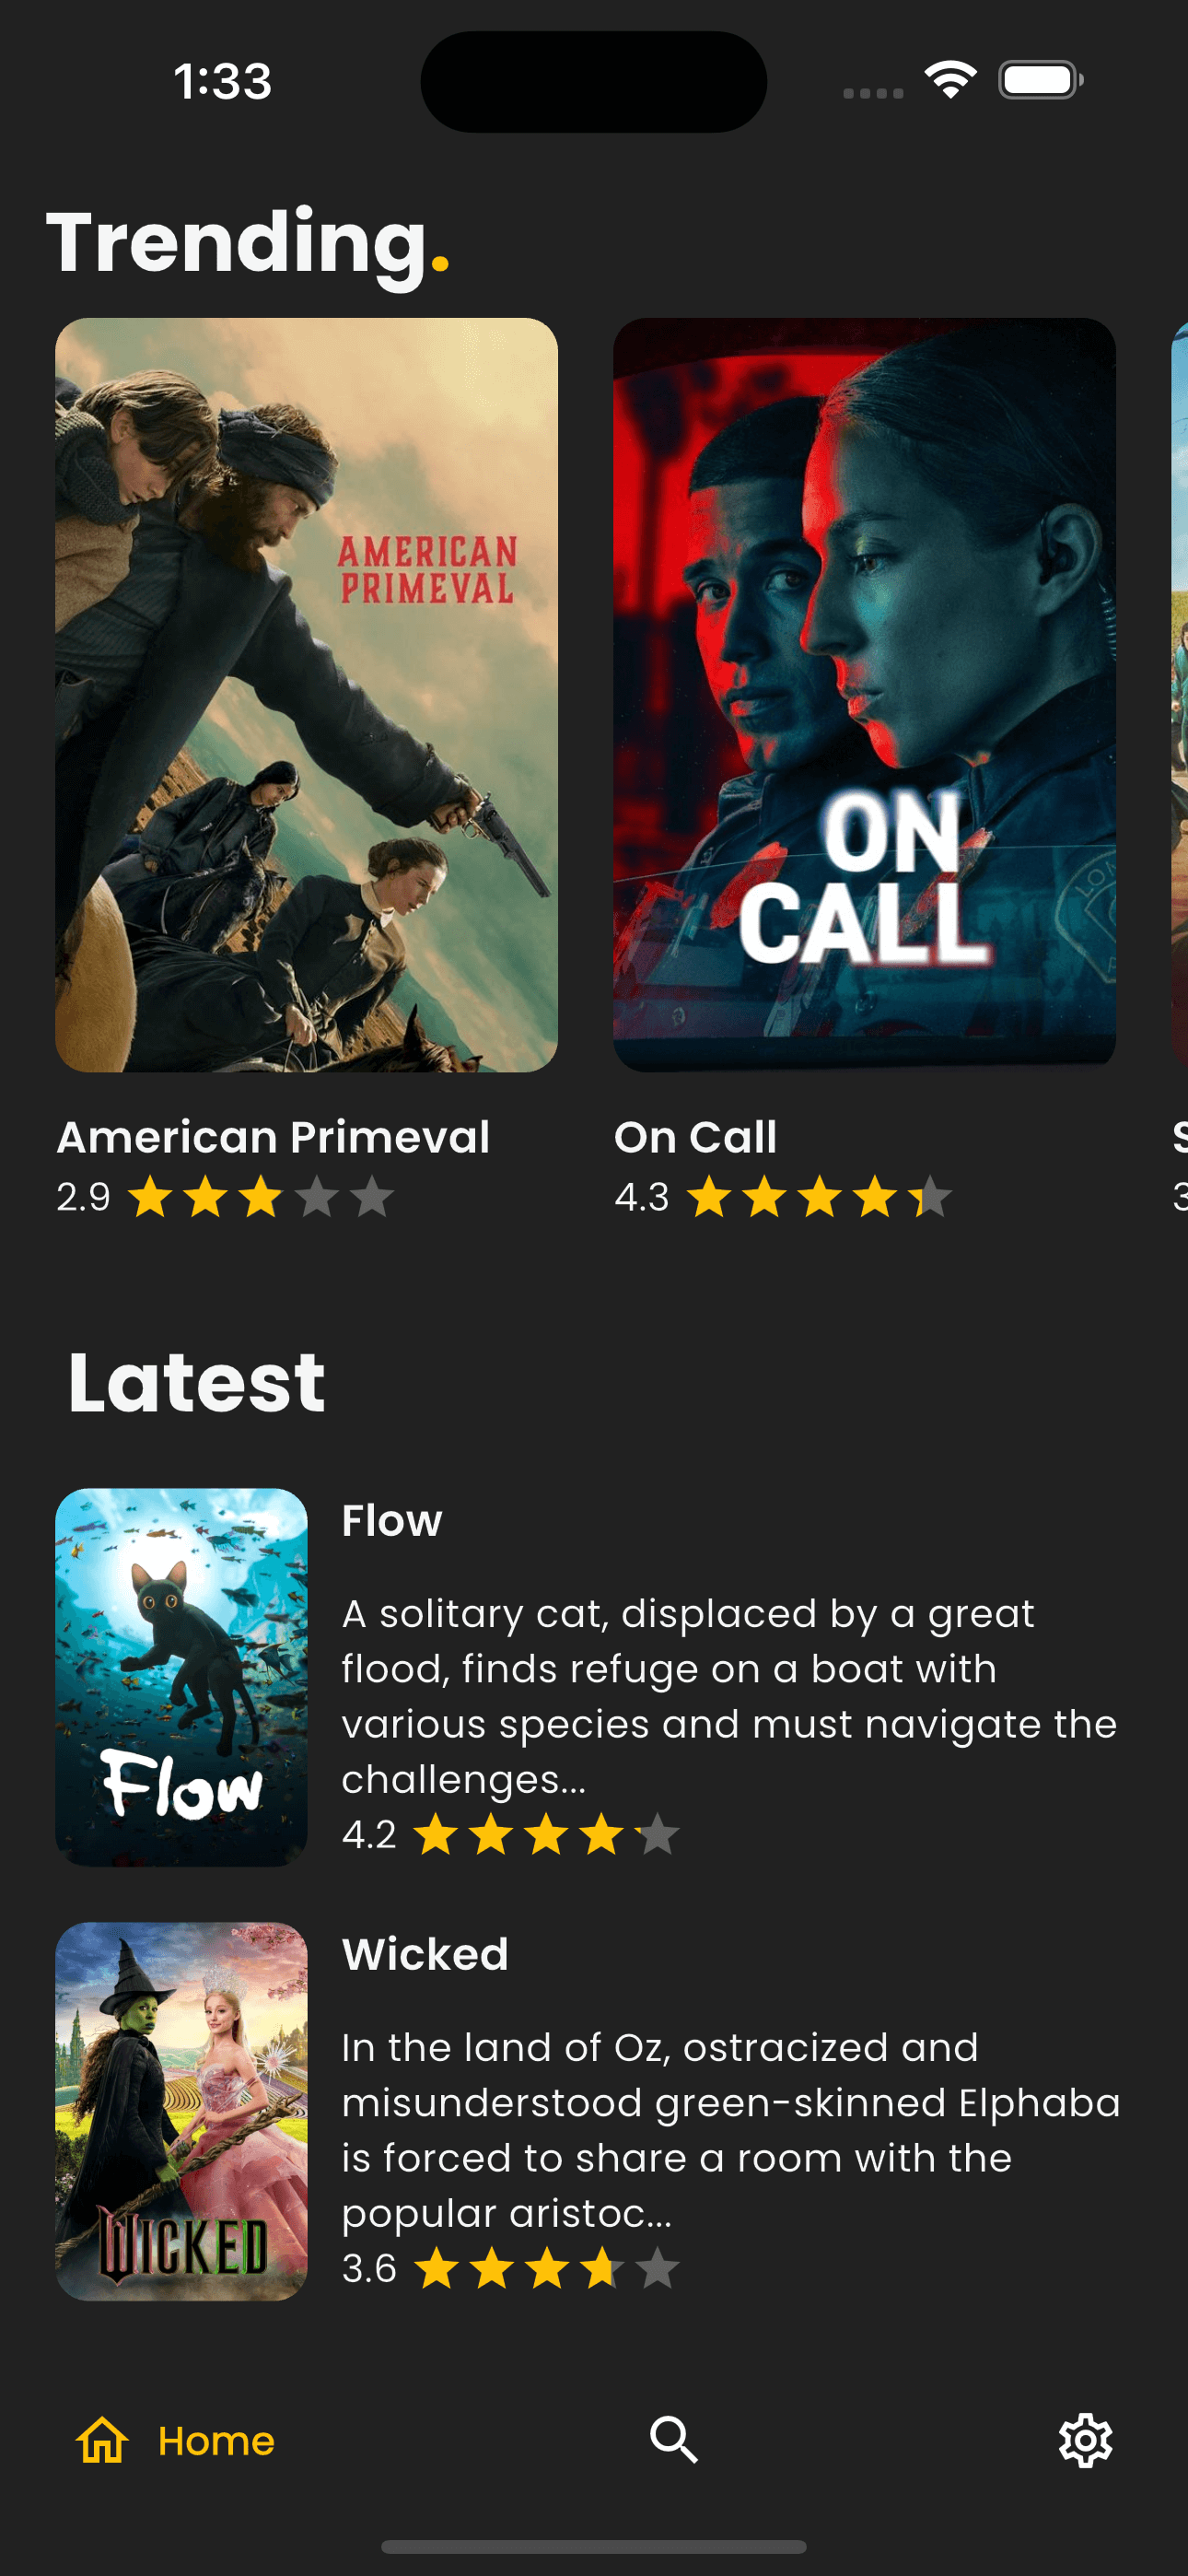 1:33
Trending.
AMERICAN
PRIMEVAL
ON
CALL
American Primeval
On Call
S
2.9
4.3
3
Latest
Flow
Flow
A solitary cat, displaced by a great
flood, finds refuge on a boat with
various species and must navigate the
challenges...
4.2
WICKED
Wicked
In the land of Oz, ostracized and
misunderstood green-skinned Elphaba
is forced to share a room with the
popular aristoc...
3.6
Home